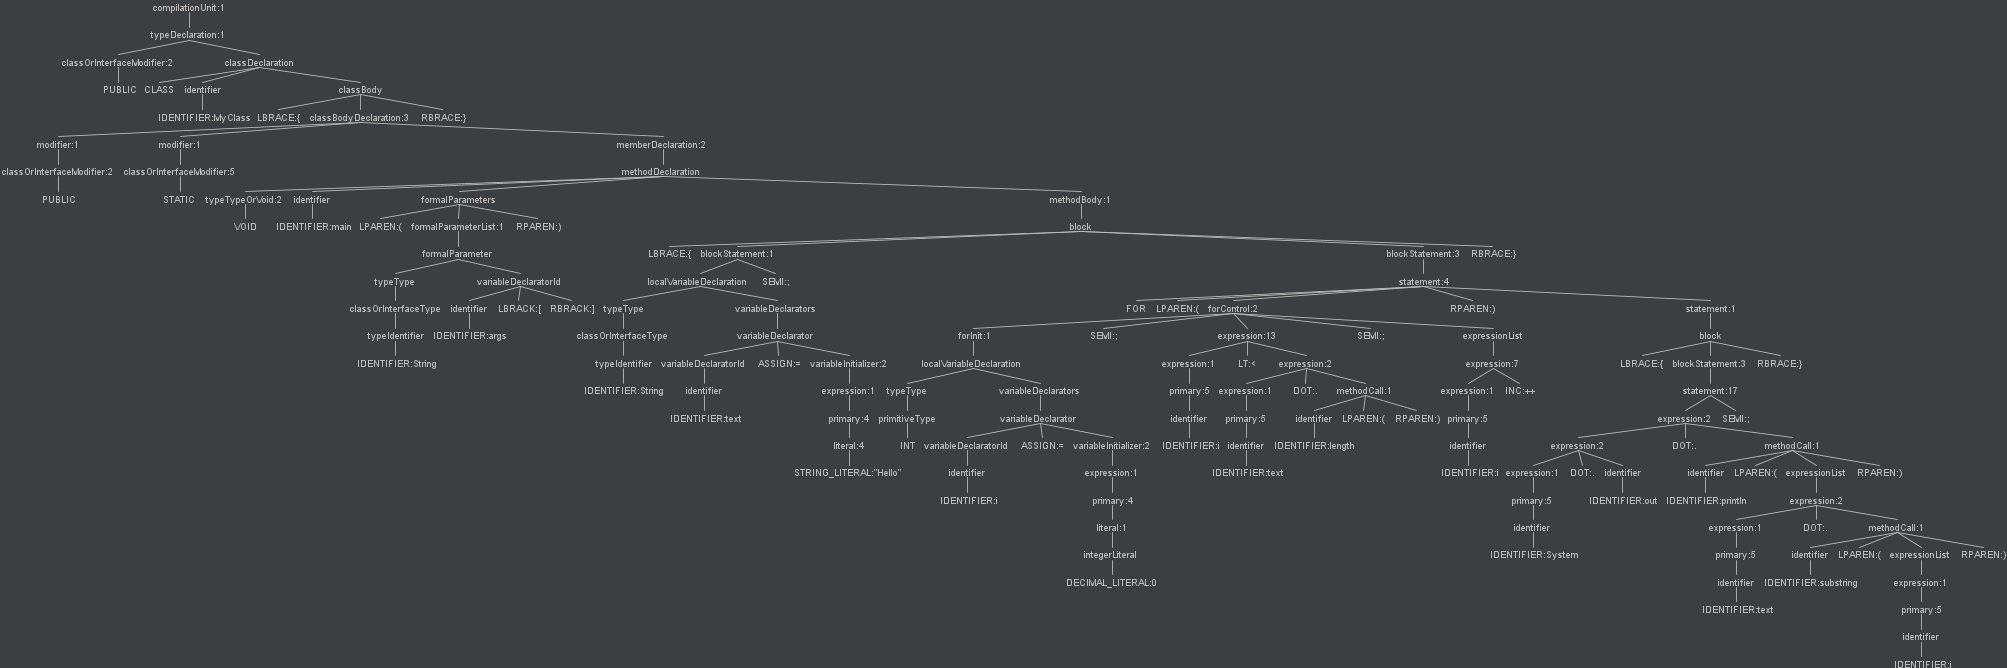 compilationUnit:1
typeDeclaration:1
classOrInterfaceModifier:2 classDeclaration
PUBLIC CLASS identifier classBody
IDENTIFIER:MyClass LBRACE:{ classBodyDeclaration:3 RBRACE:}
modifier:1 modifier:1 memberDeclaration:2
classOrInterfaceModifier:2 classOrInterfaceModifier:5 methodDeclaration
PUBLIC STATIC typeTypeOrVoid:2 identifier formalParameters methodBody:1
VOID IDENTIFIER:main LPAREN:( formalParameterList:1 RPAREN:) block
formalParameter LBRACE:{ blockStatement:1 blockStatement:3 RBRACE:}
typeType variableDeclaratorId localVariableDeclaration SEMI:; statement:4
classOrInterfaceType identifier LBRACK:[ RBRACK:] typeType variableDeclarators FOR LPAREN:( forControl:2 RPAREN:) statement:1
typeIdentifier IDENTIFIER:args classOrInterfaceType variableDeclarator forInit:1 SEMI:; expression:13 SEMI:; expressionList block
IDENTIFIER:String typeIdentifier variableDeclaratorId ASSIGN:= variableInitializer:2 localVariableDeclaration expression:1 LT:< expression:2 expression:7 LBRACE:{ blockStatement:3 RBRACE:}
IDENTIFIER:String identifier expression:1 typeType variableDeclarators primary:5 expression:1 DOT:. methodCall:1 expression:1 INC:++ statement:17
IDENTIFIER:text primary:4 primitiveType variableDeclarator identifier primary:5 identifier LPAREN:( RPAREN:) primary:5 expression:2 SEMI:;
literal:4 INT variableDeclaratorId ASSIGN:= variableInitializer:2 IDENTIFIER:i identifier IDENTIFIER:length identifier expression:2 DOT:. methodCall:1
STRING_LITERAL:"Hello" identifier expression:1 IDENTIFIER:text IDENTIFIER:i expression:1 DOT:. identifier identifier LPAREN:( expressionList RPAREN:)
IDENTIFIER:i primary:4 primary:5 IDENTIFIER:out IDENTIFIER:println expression:2
literal:1 identifier expression:1 DOT:. methodCall:1
integerLiteral IDENTIFIER:System primary:5 identifier LPAREN:( expressionList RPAREN:)
DECIMAL_LITERAL:0 identifier IDENTIFIER:substring expression:1
IDENTIFIER:text primary:5
identifier
IDENTIFIER:i